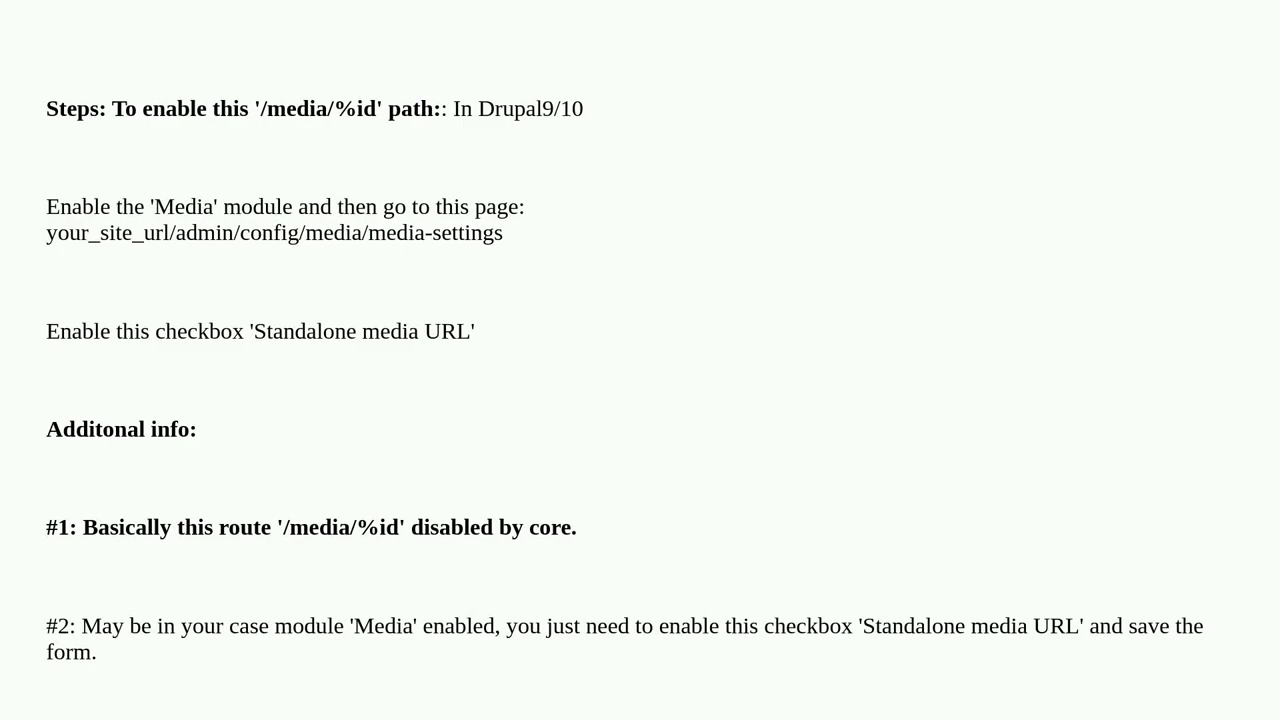 Steps: To enable this '/media/%id' path:: In Drupal9/10
Enable the 'Media' module and then go to this page:
your_site_url/admin/config/media/media-settings
Enable this checkbox 'Standalone media URL'
Additonal info:
#1: Basically this route '/media/%id' disabled by core.
#2: May be in your case module 'Media' enabled, you just need to enable this checkbox 'Standalone media URL' and save the
form.